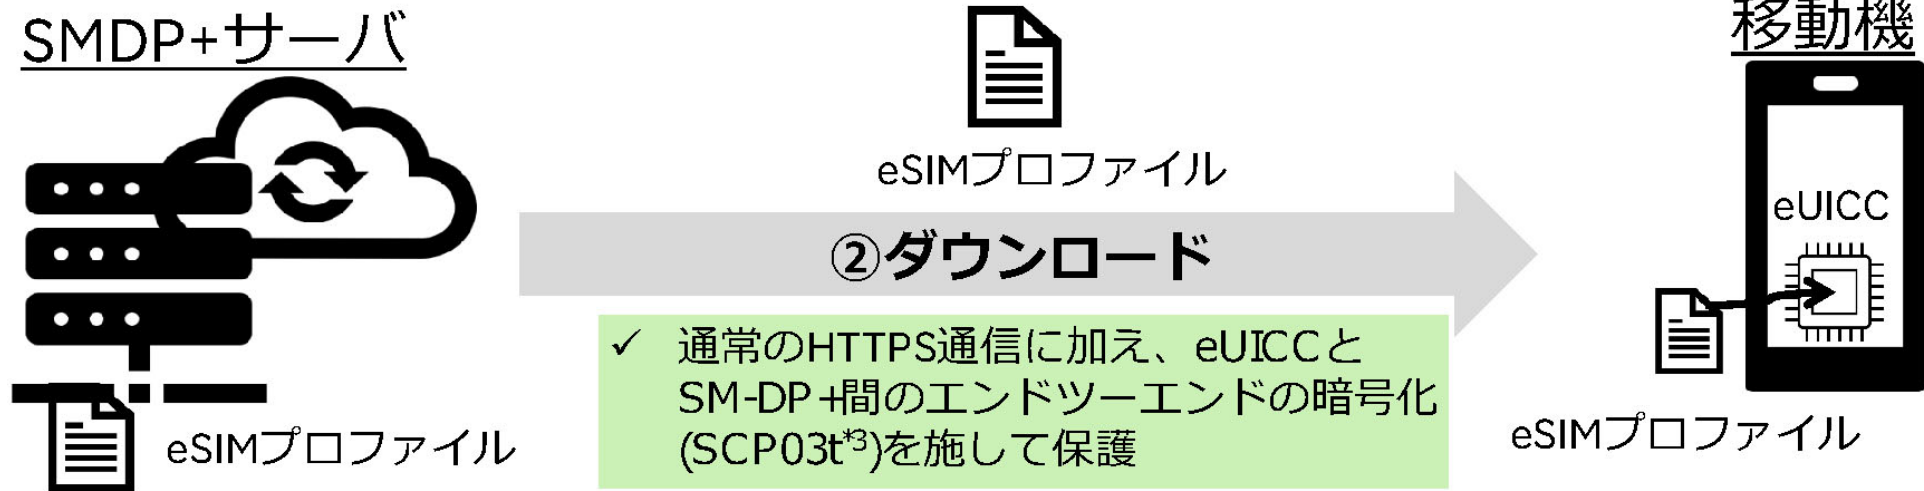 SMDP+サーバ
移動機
eSIMプロファイル
eUICC
②ダウンロード
✓ 通常のHTTPS通信に加え、eUICCと
SM-DP+間のエンドツーエンドの暗号化
(SCP03t*3)を施して保護
eSIMプロファイル
eSIMプロファイル